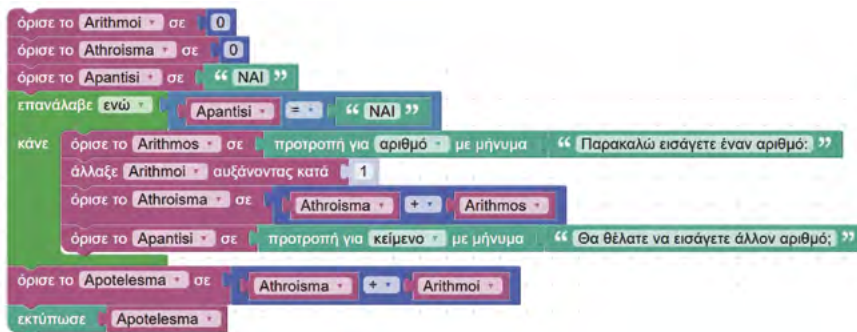 όρισε το Arithmoi σε 0
όρισε το Athroisma σε 0
όρισε το Apantisi σε “ ΝΑΙ ”
επανάλαβε ενώ Apantisi = “ ΝΑΙ ”
κάνε όρισε το Arithmos σε προτροπή για αριθμό με μήνυμα “ Παρακαλώ εισάγετε έναν αριθμό: ”
άλλαξε Arithmoi αυξάνοντας κατά 1
όρισε το Athroisma σε Athroisma + Arithmos
όρισε το Apantisi σε προτροπή για κείμενο με μήνυμα “ Θα θέλατε να εισάγετε άλλον αριθμό; ”
όρισε το Apotelesma σε Athroisma + Arithmoi
εκτύπωσε Apotelesma